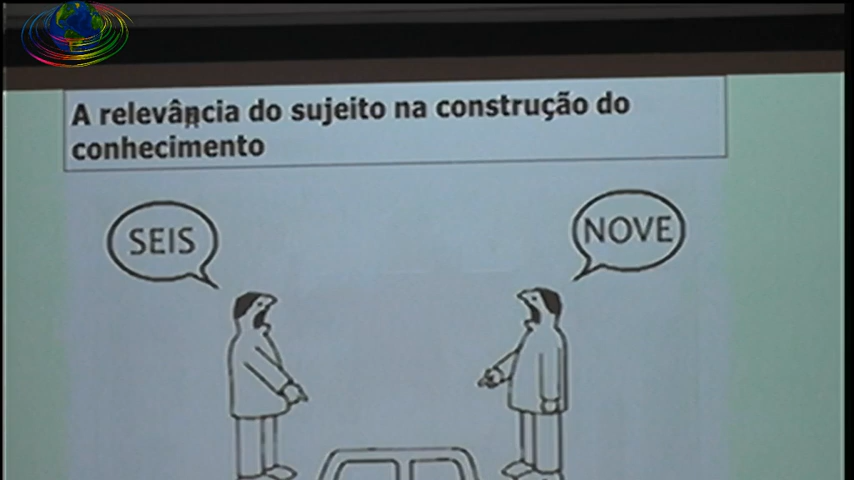 A relevância do sujeito na construção do
conhecimento
SEIS
NOVE